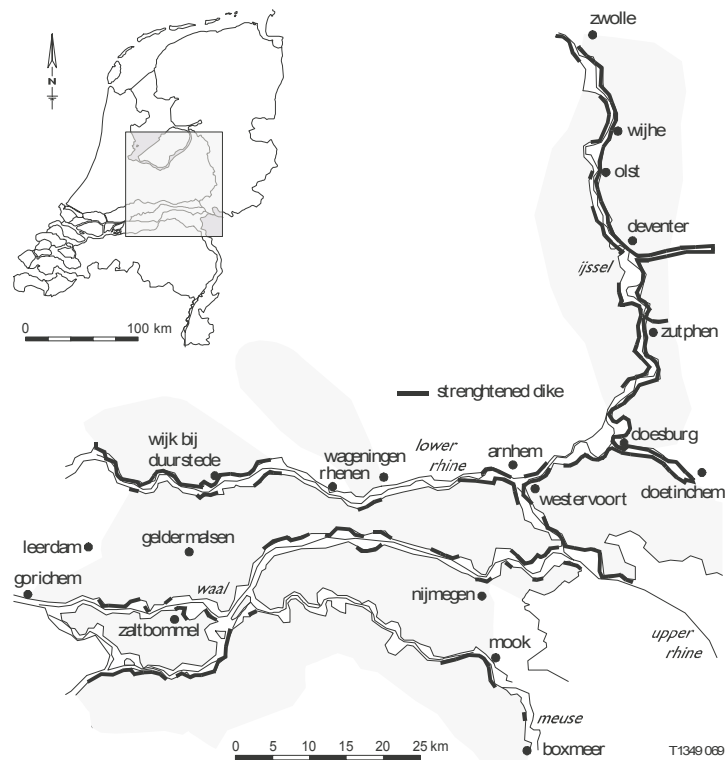 N
0
100 km
zwolle
wijhe
olst
deventer
ijssel
zutphen
strenghtened dike
wijk bij
duurstede
wageningen
rhenen
lower
rhine
arnhem
doesburg
westervoort
doetinchem
leerdam
geldermalsen
gorichem
waal
nijmegen
zaltbommel
mook
upper
rhine
meuse
boxmeer
0 5 10 15 20 25 km
T1349 069